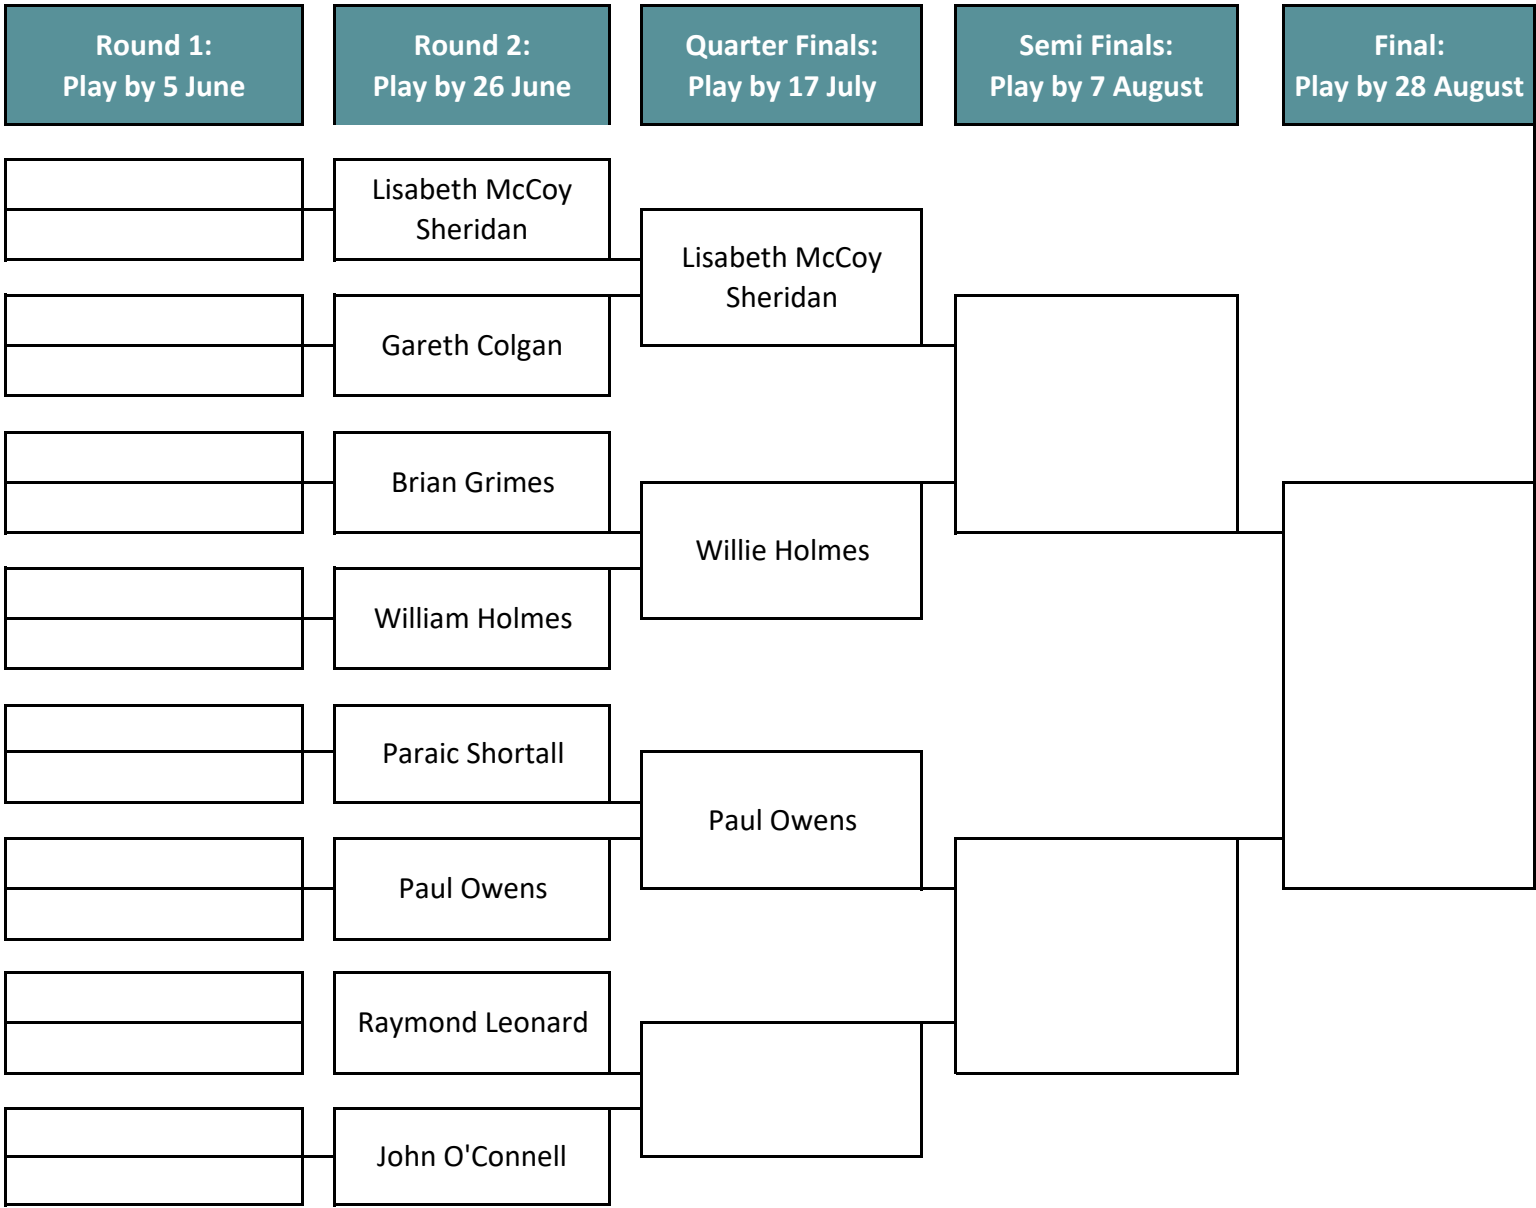 Round 1:
Play by 5 June
Round 2:
Play by 26 June
Quarter Finals:
Play by 17 July
Semi Finals:
Play by 7 August
Final:
Play by 28 August
Lisabeth McCoy
Sheridan
Gareth Colgan
Brian Grimes
William Holmes
Paraic Shortall
Paul Owens
Raymond Leonard
John O'Connell
Lisabeth McCoy
Sheridan
Willie Holmes
Paul Owens